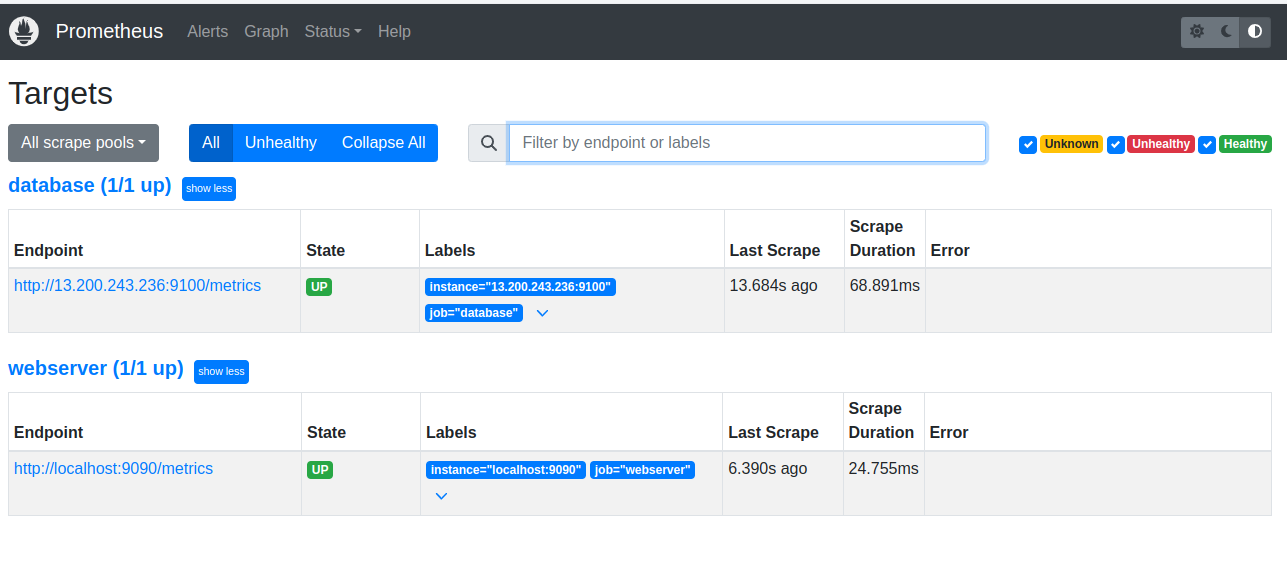 Prometheus Alerts Graph Status Help
Targets
All scrape pools All Unhealthy Collapse All Filter by endpoint or labels Unknown Unhealthy Healthy
database (1/1 up) show less
Endpoint State Labels Last Scrape Scrape Duration Error
http://13.200.243.236:9100/metrics UP instance="13.200.243.236:9100" 13.684s ago 68.891ms
job="database"
webserver (1/1 up) show less
Endpoint State Labels Last Scrape Scrape Duration Error
http://localhost:9090/metrics UP instance="localhost:9090" job="webserver" 6.390s ago 24.755ms